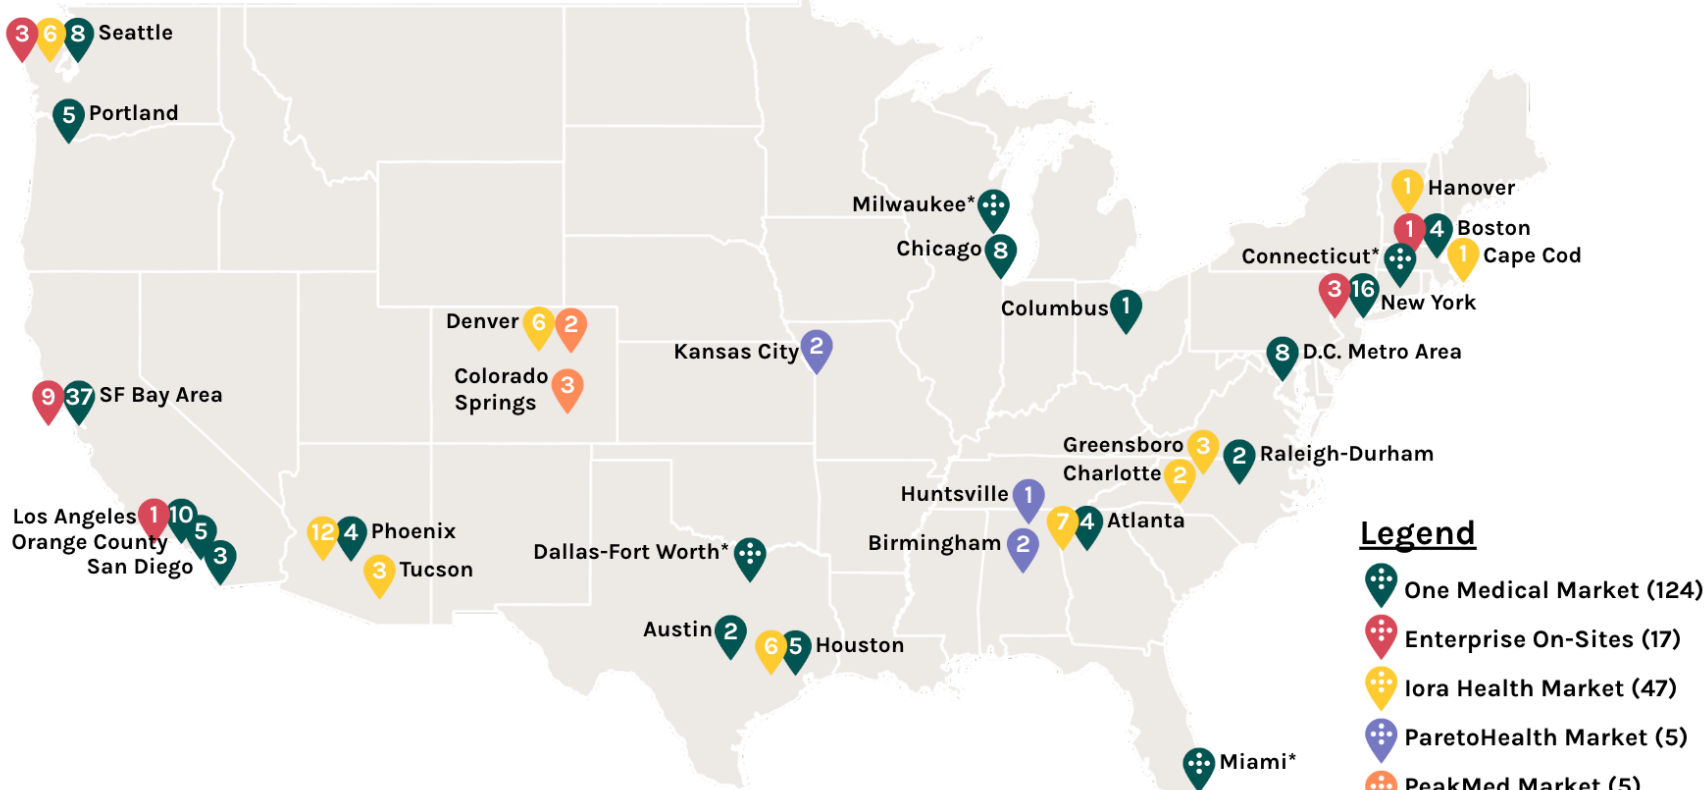 3 6 8 Seattle
5 Portland
Milwaukee*
Chicago 8
1 Hanover
1 4 Boston
Connecticut*
1 Cape Cod
3 16 New York
Columbus 1
8 D.C. Metro Area
Denver 6 2
Kansas City 2
Colorado
Springs 3
9 37 SF Bay Area
Greensboro 3
Charlotte 2
2 Raleigh-Durham
Huntsville 1
7 4 Atlanta
Birmingham 2
Los Angeles 1 10
Orange County 5
San Diego 3
12 4 Phoenix
3 Tucson
Dallas-Fort Worth*
Austin 2
6 5 Houston
Miami*
Legend
One Medical Market (124)
Enterprise On-Sites (17)
Iora Health Market (47)
ParetoHealth Market (5)
PeakMed Market (5)